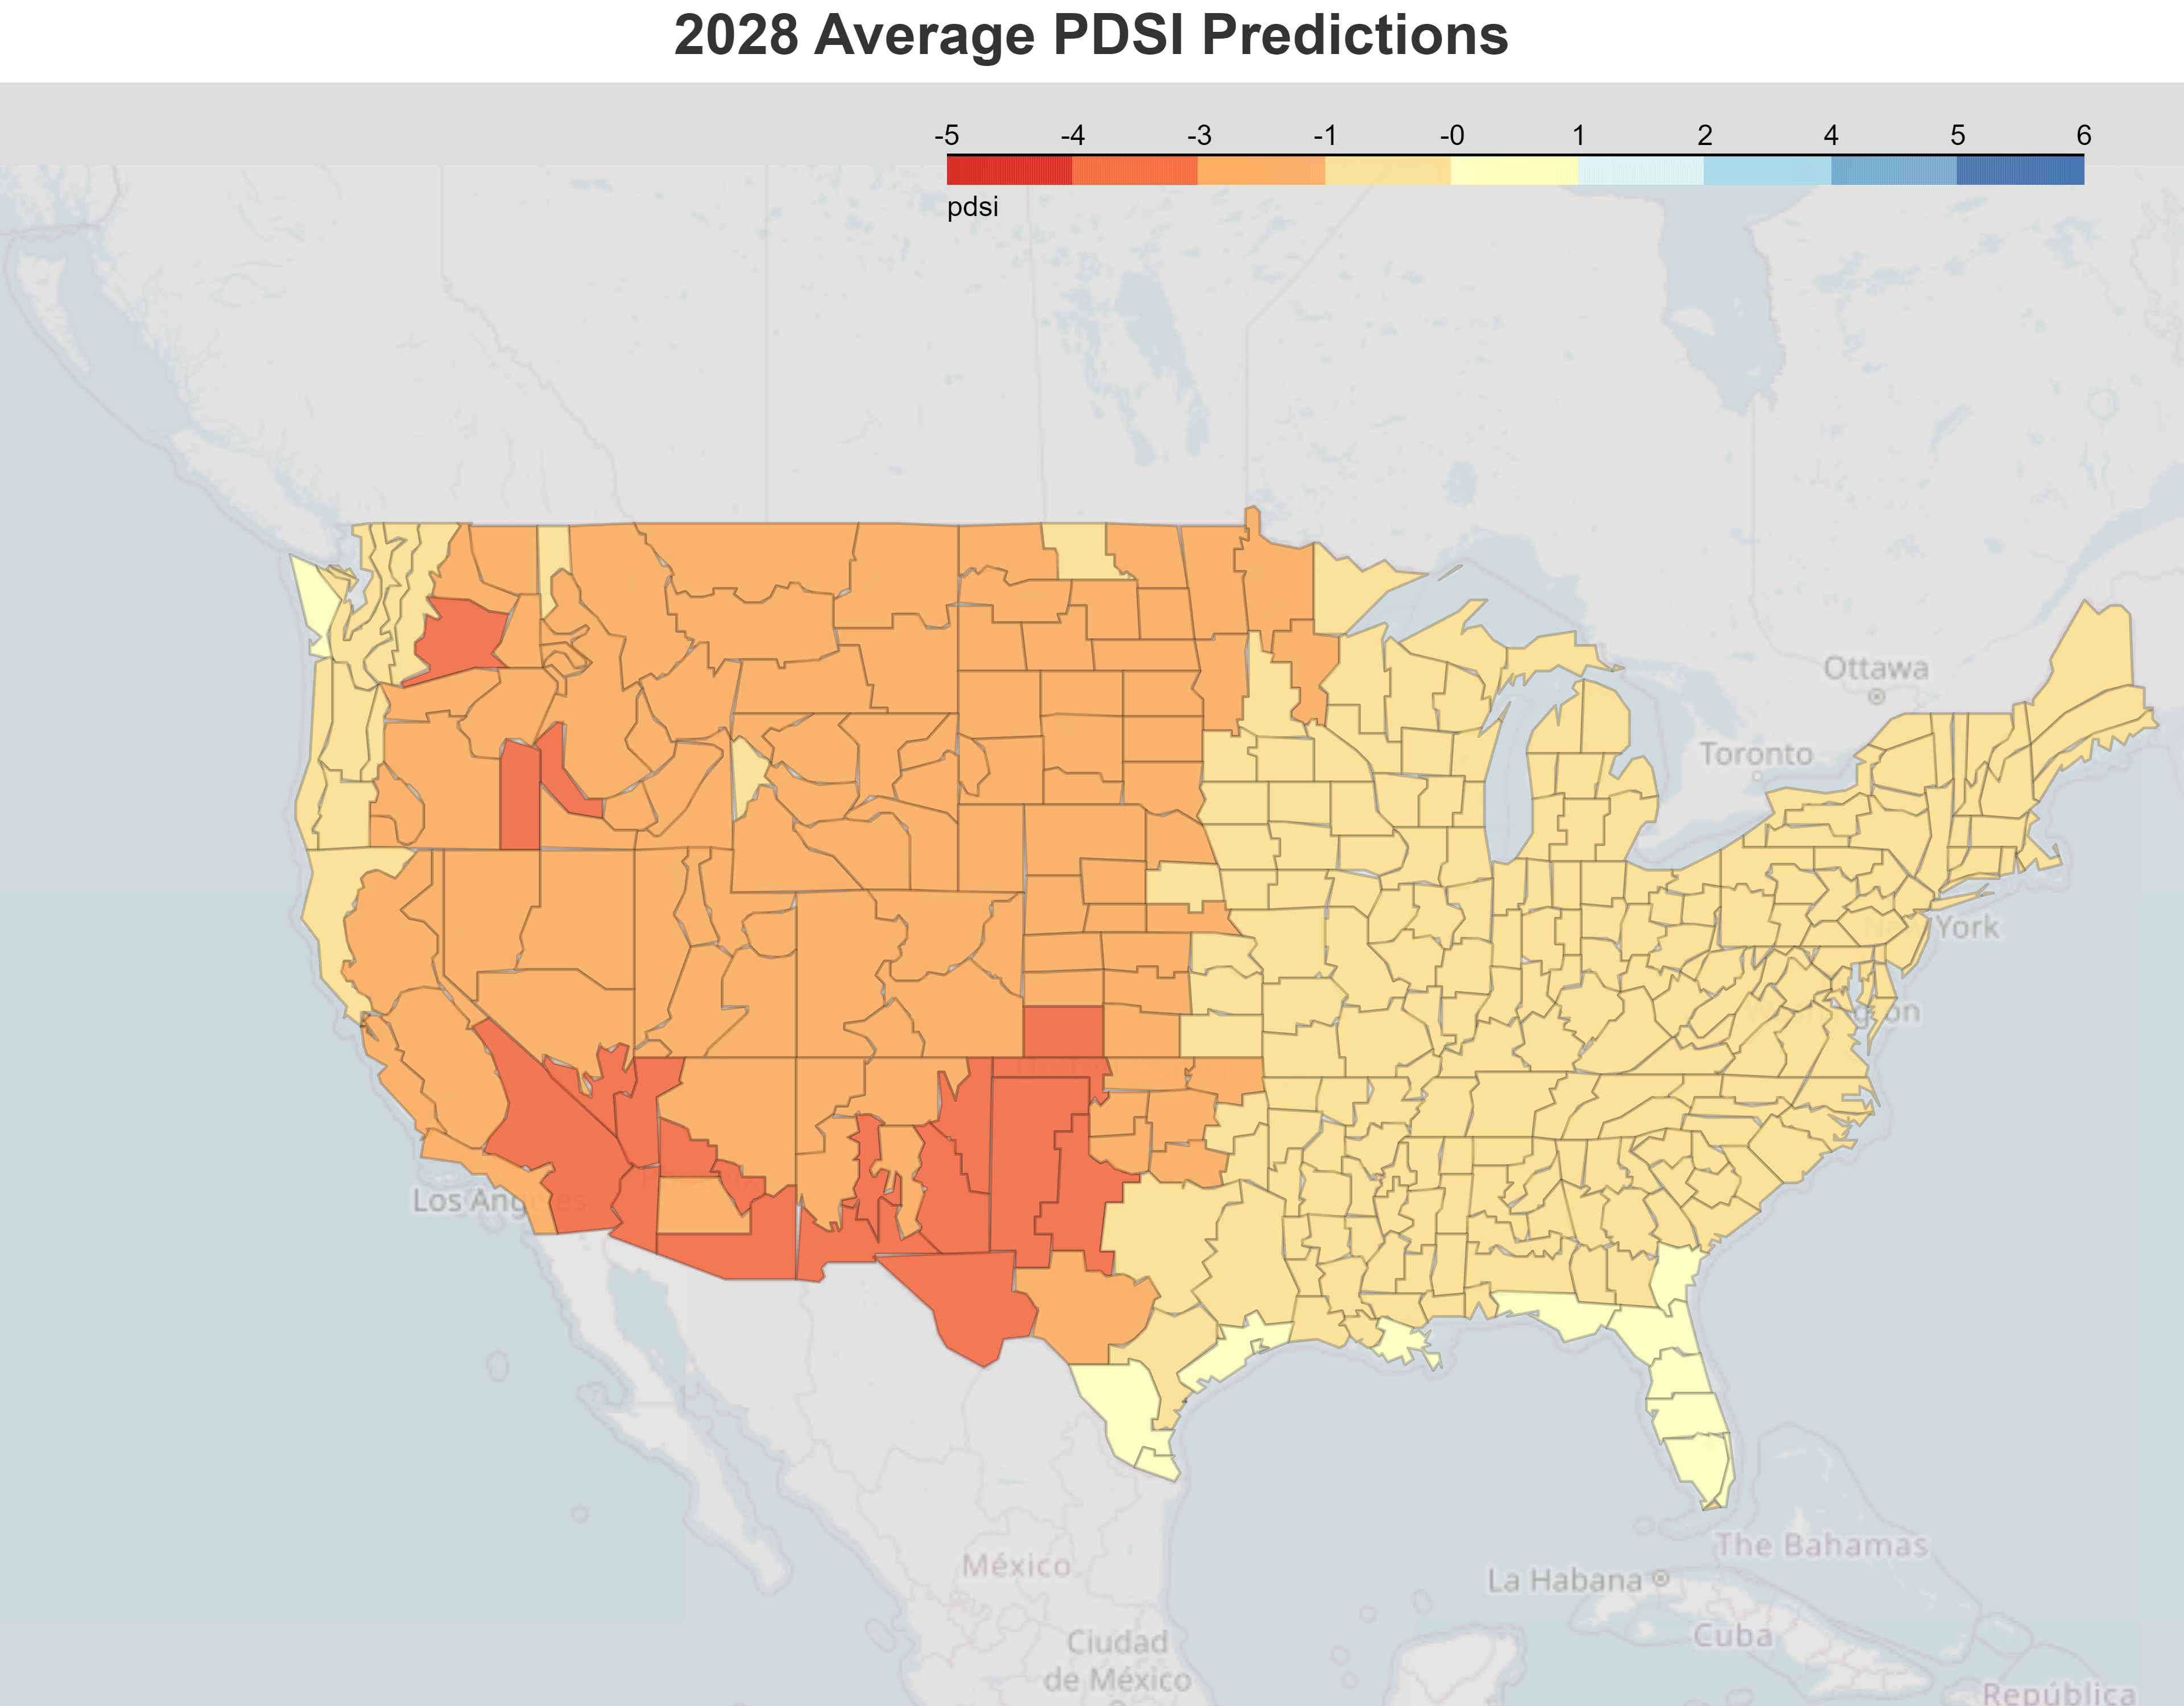 2028 Average PDSI Predictions
-5 -4 -3 -1 -0 1 2 4 5 6
pdsi
Ottawa
Toronto
York
Los Angeles
The Bahamas
México
La Habana
Cuba
Ciudad
de México
República